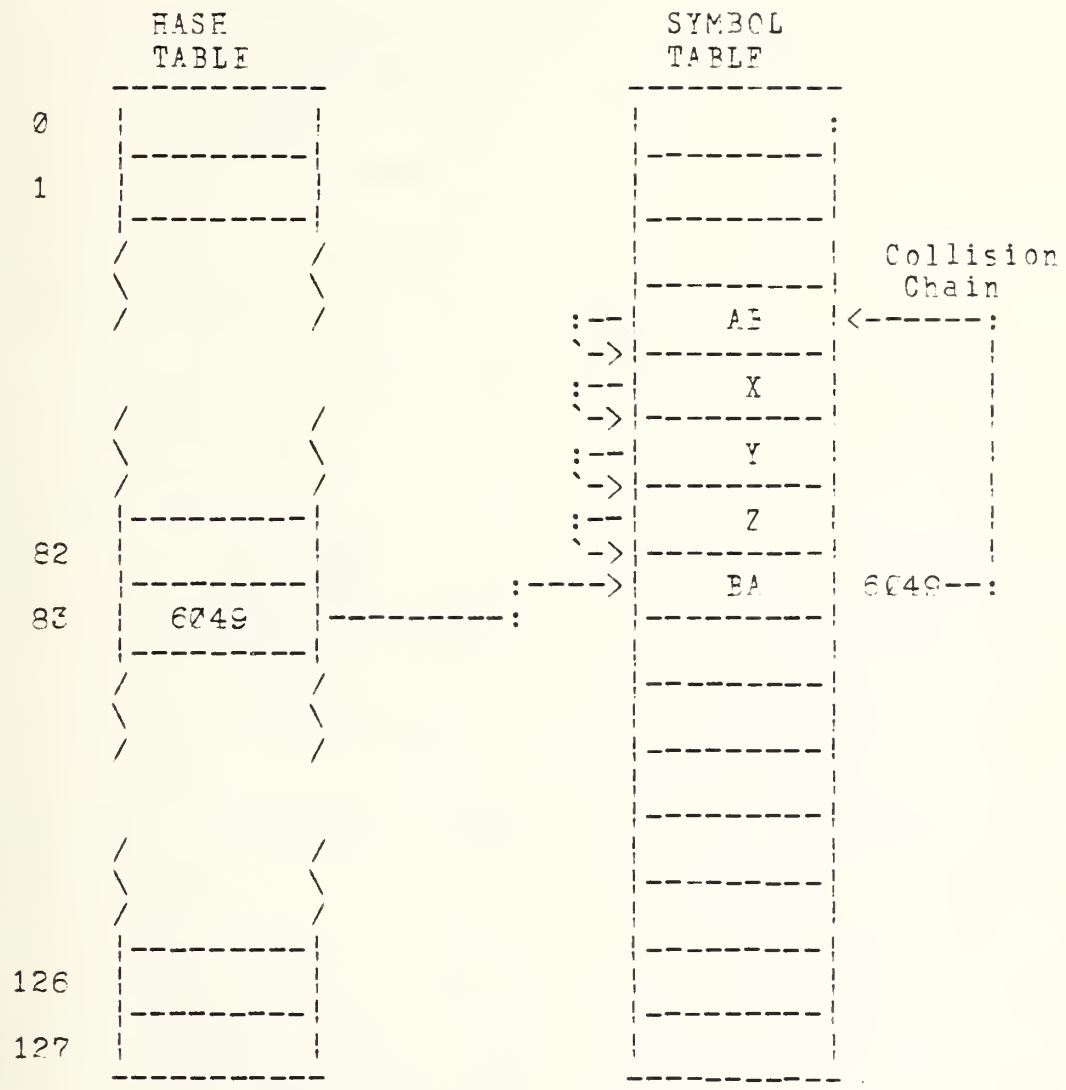 HASH
TABLE
SYMBOL
TABLE
0
1
Collision
Chain
AB
X
Y
Z
82
BA
6049
83
6049
126
127